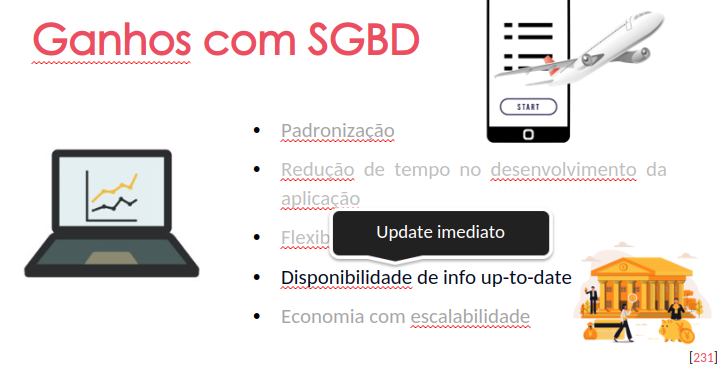 Ganhos com SGBD
START
• Padronização
• Redução de tempo no desenvolvimento da
aplicação
• Flexib
Update imediato
• Disponibilidade de info up-to-date
• Economia com escalabilidade
[231]